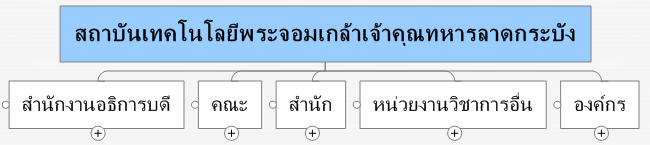 สถาบันเทคโนโลยีพระจอมเกล้าเจ้าคุณทหารลาดกระบัง
สำนักงานอธิการบดี คณะ สำนัก หน่วยงานวิชาการอื่น องค์กร